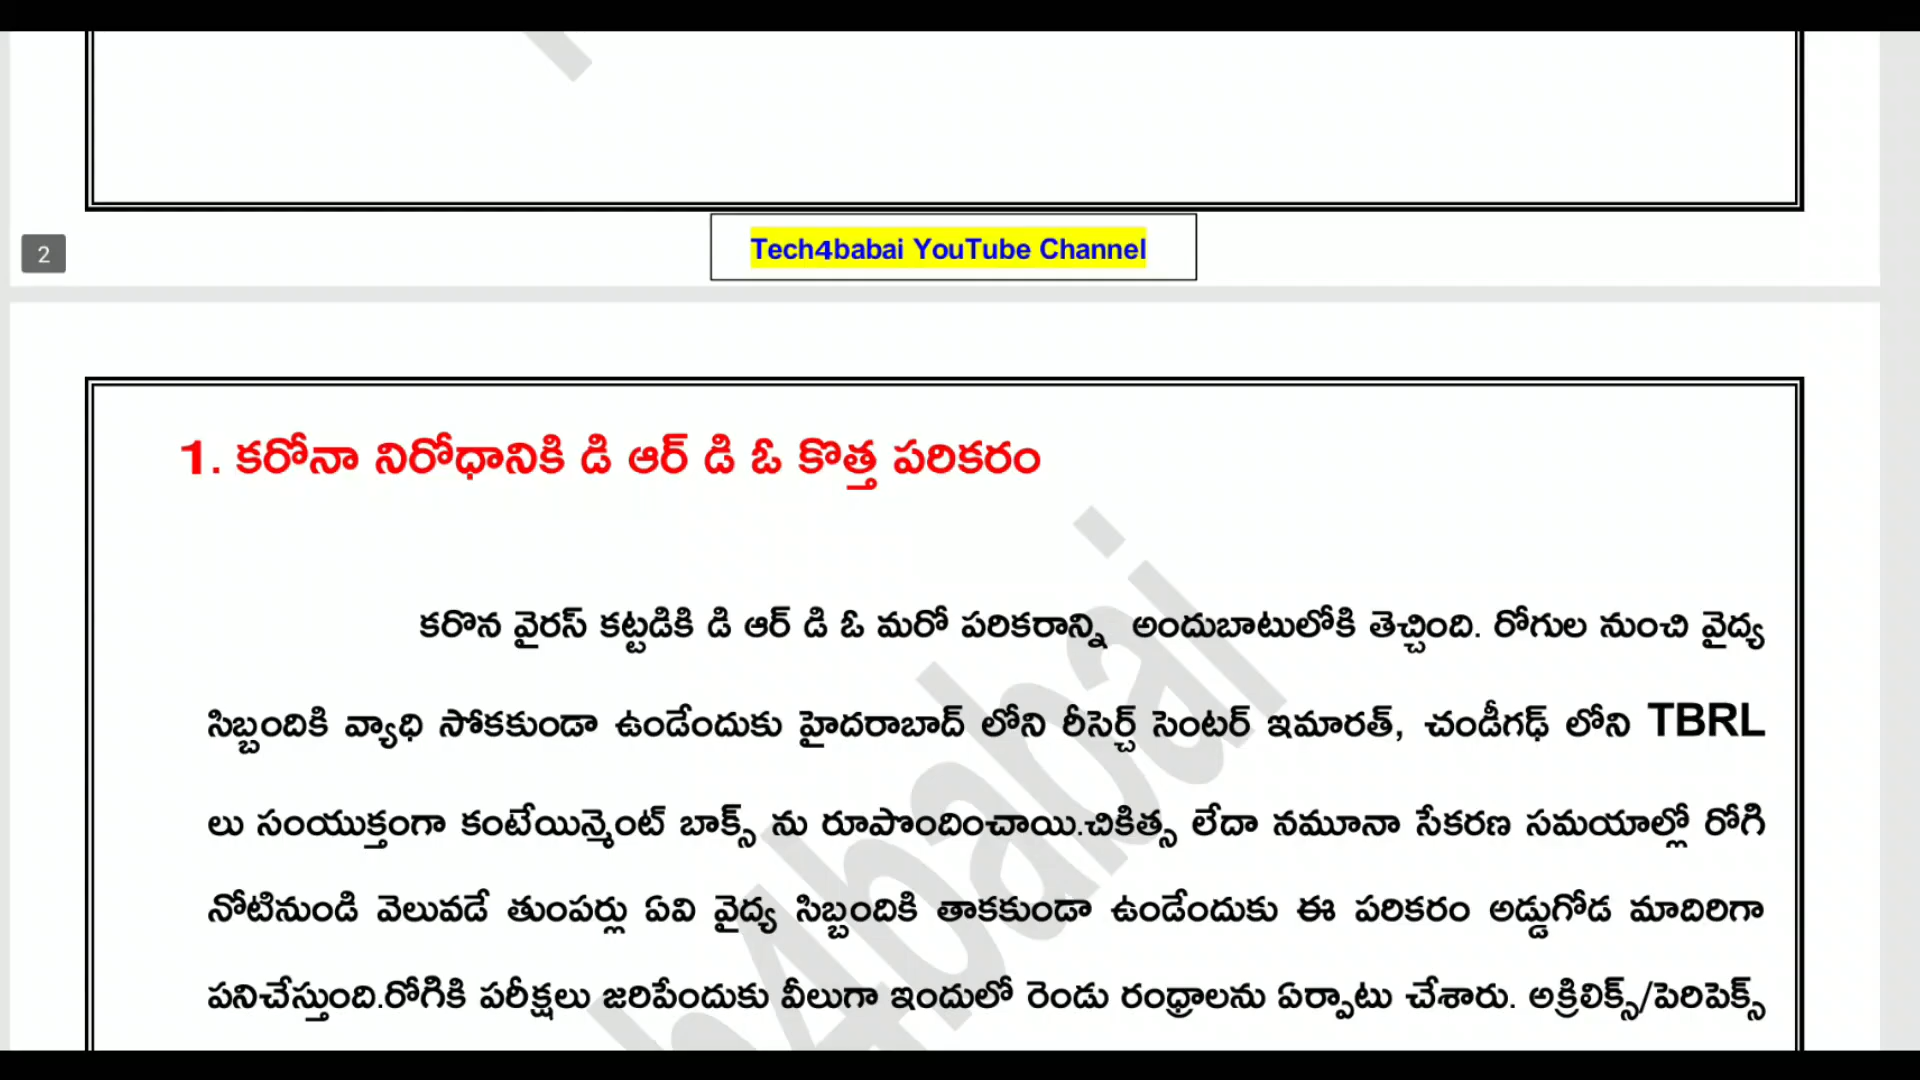 Tech4babai YouTube Channel
2
1. కరోనా నిరోధానికి డి ఆర్ డి ఓ కొత్త పరికరం
కరొన వైరస్ కట్టడికి డి ఆర్ డి ఓ మరో పరికరాన్ని అందుబాటులోకి తెచ్చింది. రోగుల నుంచి వైద్య
సిబ్బందికి వ్యాధి సోకకుండా ఉండేందుకు హైదరాబాద్ లోని రీసెర్చ్ సెంటర్ ఇమారత్, చండీగఢ్ లోని TBRL
లు సంయుక్తంగా కంటేయిన్మెంట్ బాక్స్ ను రూపొందించాయి.చికిత్స లేదా నమూనా సేకరణ సమయాల్లో రోగి
నోటినుండి వెలువడే తుంపర్లు ఏవి వైద్య సిబ్బందికి తాకకుండా ఉండేందుకు ఈ పరికరం అడ్డుగోడ మాదిరిగా
పనిచేస్తుంది.రోగికి పరీక్షలు జరిపేందుకు వీలుగా ఇందులో రెండు రంధ్రాలను ఏర్పాటు చేశారు. అక్రిలిక్స్/పెరిపెక్స్
h4babai